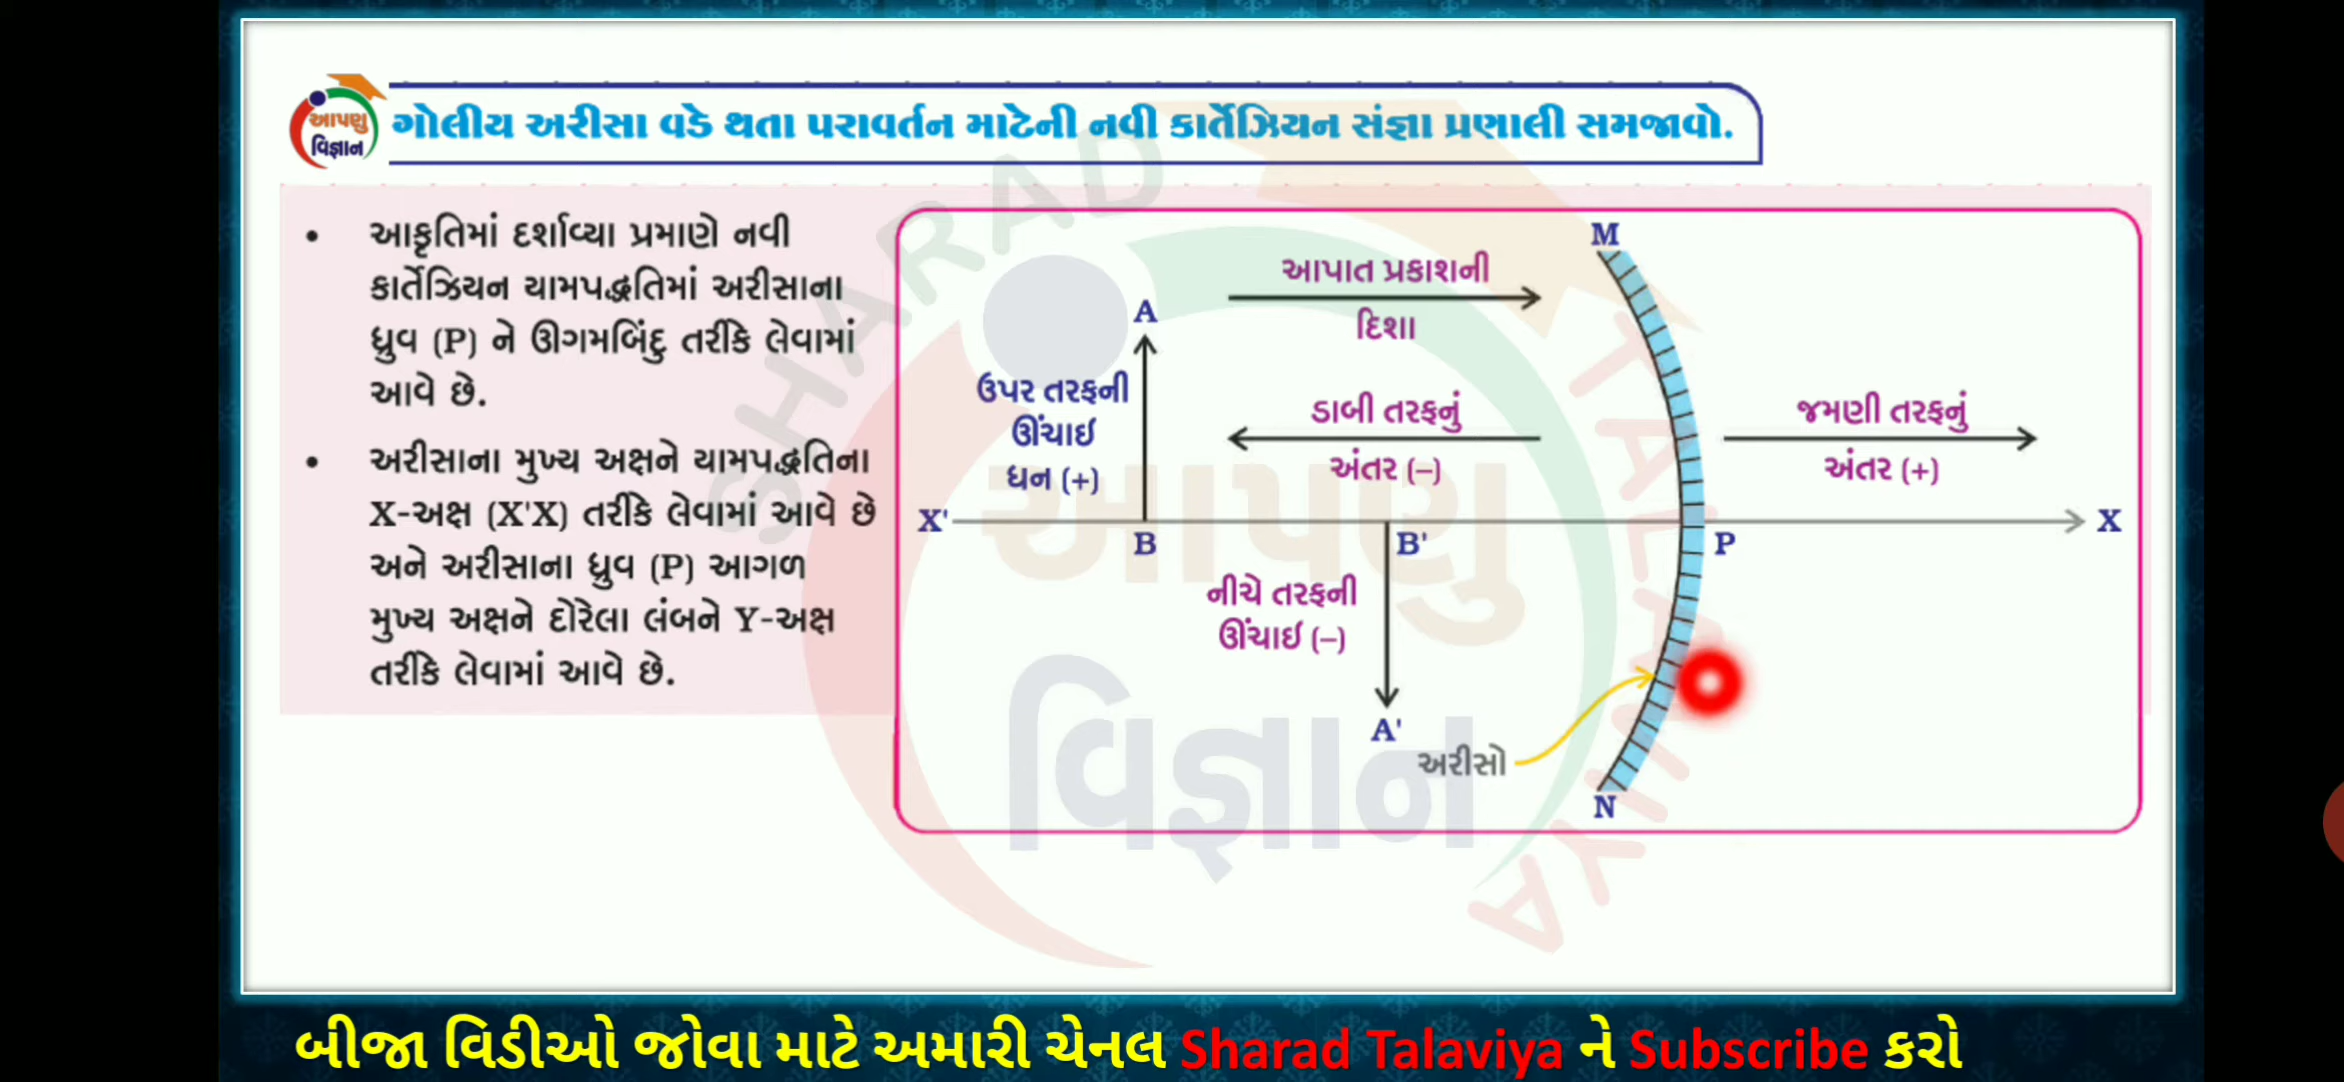 આપણુ
વિજ્ઞાન
ગોલીય અરીસા વડે થતા પરાવર્તન માટેની નવી કાર્તેઝિયન સંજ્ઞા પ્રણાલી સમજાવો.
• આકૃતિમાં દર્શાવ્યા પ્રમાણે નવી
કાર્તેઝિયન યામપદ્ધતિમાં અરીસાના
ધ્રુવ (P) ને ઊગમબિંદુ તરીકે લેવામાં
આવે છે.
• અરીસાના મુખ્ય અક્ષને યામપદ્ધતિના
X-અક્ષ (X'X) તરીકે લેવામાં આવે છે
અને અરીસાના ધ્રુવ (P) આગળ
મુખ્ય અક્ષને દોરેલા લંબને Y-અક્ષ
તરીકે લેવામાં આવે છે.
M
આપાત પ્રકાશની
દિશા
A
ઉપર તરફની
ઊંચાઈ
ધન (+)
ડાબી તરફનું
અંતર (–)
જમણી તરફનું
અંતર (+)
X'
X
B
B'
P
નીચે તરફની
ઊંચાઈ (–)
A'
અરીસો
N
SHARAD TALAVIYA
આપણુ
વિજ્ઞાન
બીજા વિડીઓ જોવા માટે અમારી ચેનલ Sharad Talaviya ને Subscribe કરો